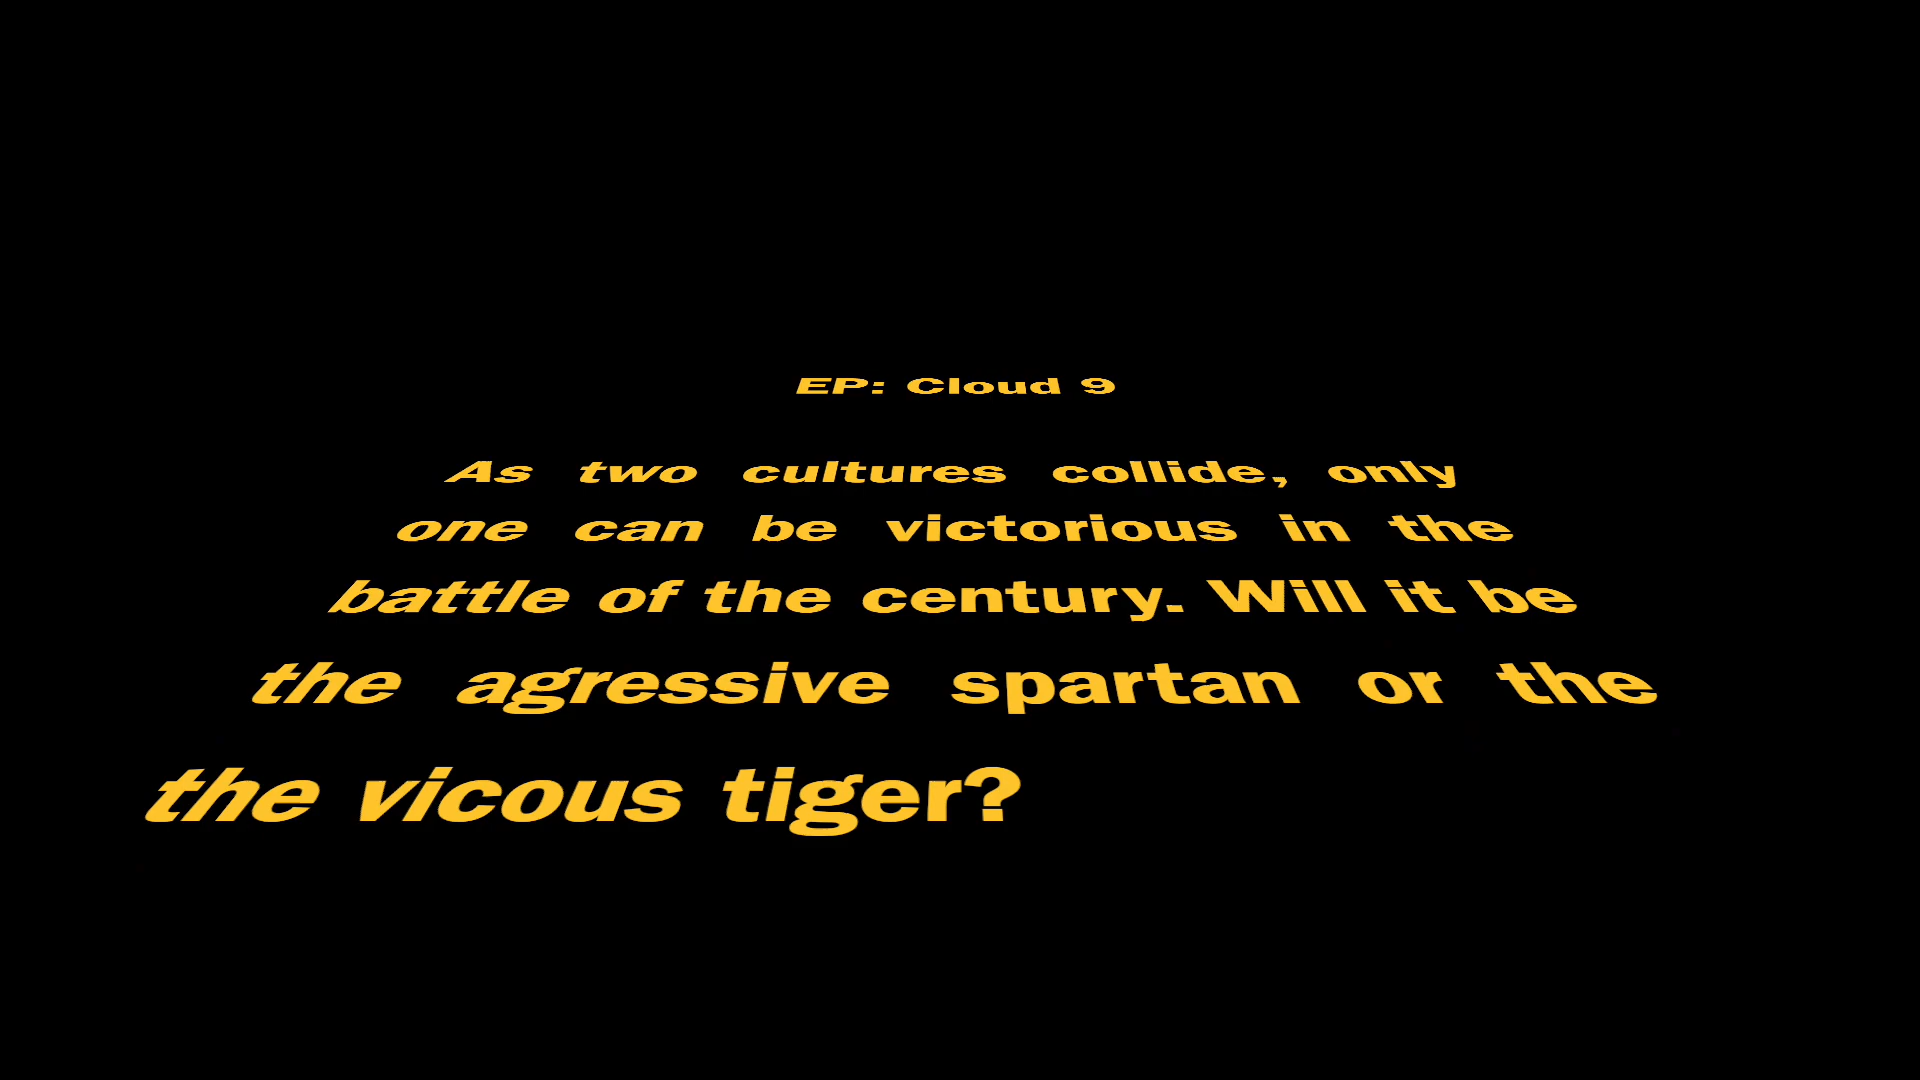 EP: Cloud 9
As two cultures collide, only
one can be victorious in the
battle of the century. Will it be
the agressive spartan or the
the vicous tiger?